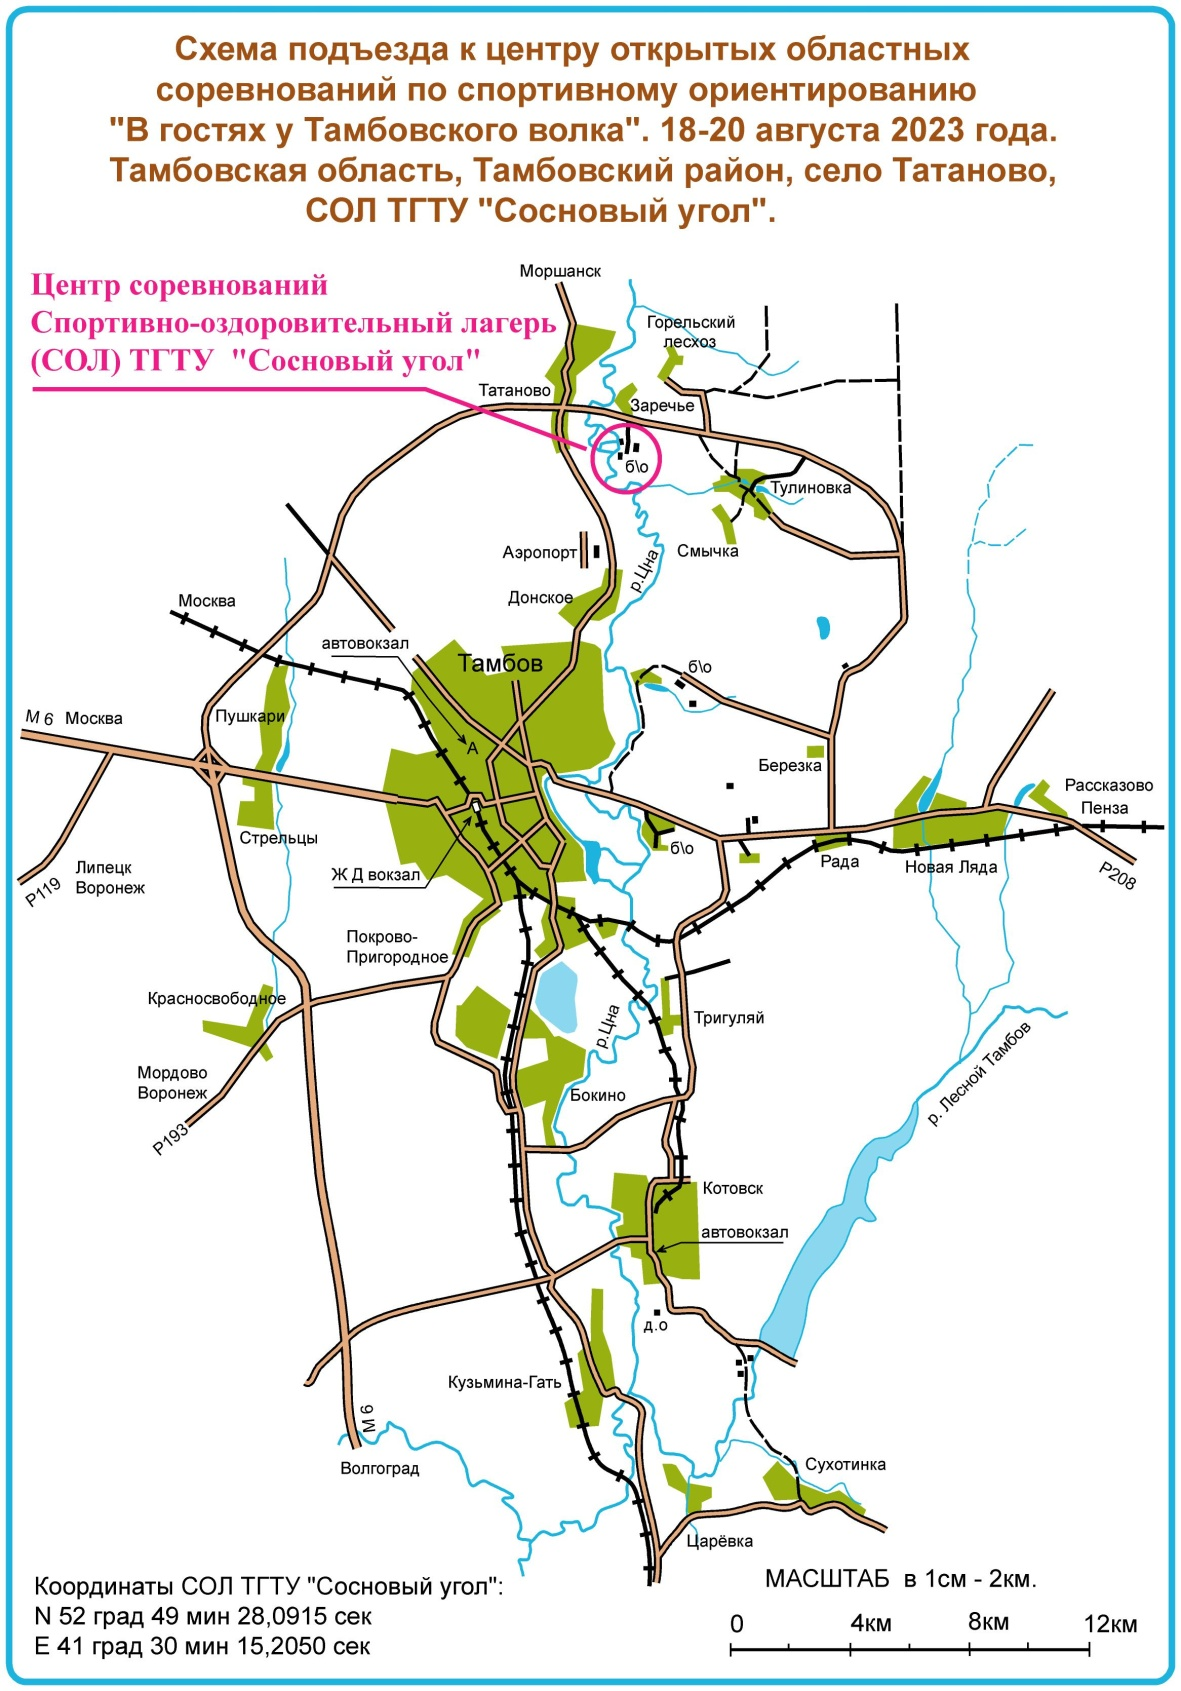 Схема подъезда к центру открытых областных
соревнований по спортивному ориентированию
"В гостях у Тамбовского волка". 18-20 августа 2023 года.
Тамбовская область, Тамбовский район, село Татаново,
СОЛ ТГТУ "Сосновый угол".
Моршанск
Центр соревнований
Спортивно-оздоровительный лагерь
(СОЛ) ТГТУ "Сосновый угол"
Горельский
лесхоз
Татаново
Заречье
б\о
Тулиновка
Смычка
Аэропорт
р.Цна
Донское
Москва
автовокзал
Тамбов
б\о
М 6 Москва
Пушкари
А
Березка
Рассказово
Пенза
Стрельцы
б\о
Рада
Новая Ляда
Р208
Липецк
Воронеж
Р119
Ж Д вокзал
Покрово-
Пригородное
Красносвободное
р.Цна
Тригуляй
р. Лесной Тамбов
Мордово
Воронеж
Р193
Бокино
Котовск
автовокзал
д.о
Кузьмина-Гать
М 6
Волгоград
Сухотинка
Царёвка
Координаты СОЛ ТГТУ "Сосновый угол":
N 52 град 49 мин 28,0915 сек
E 41 град 30 мин 15,2050 сек
МАСШТАБ в 1см - 2км.
0 4км 8км 12км